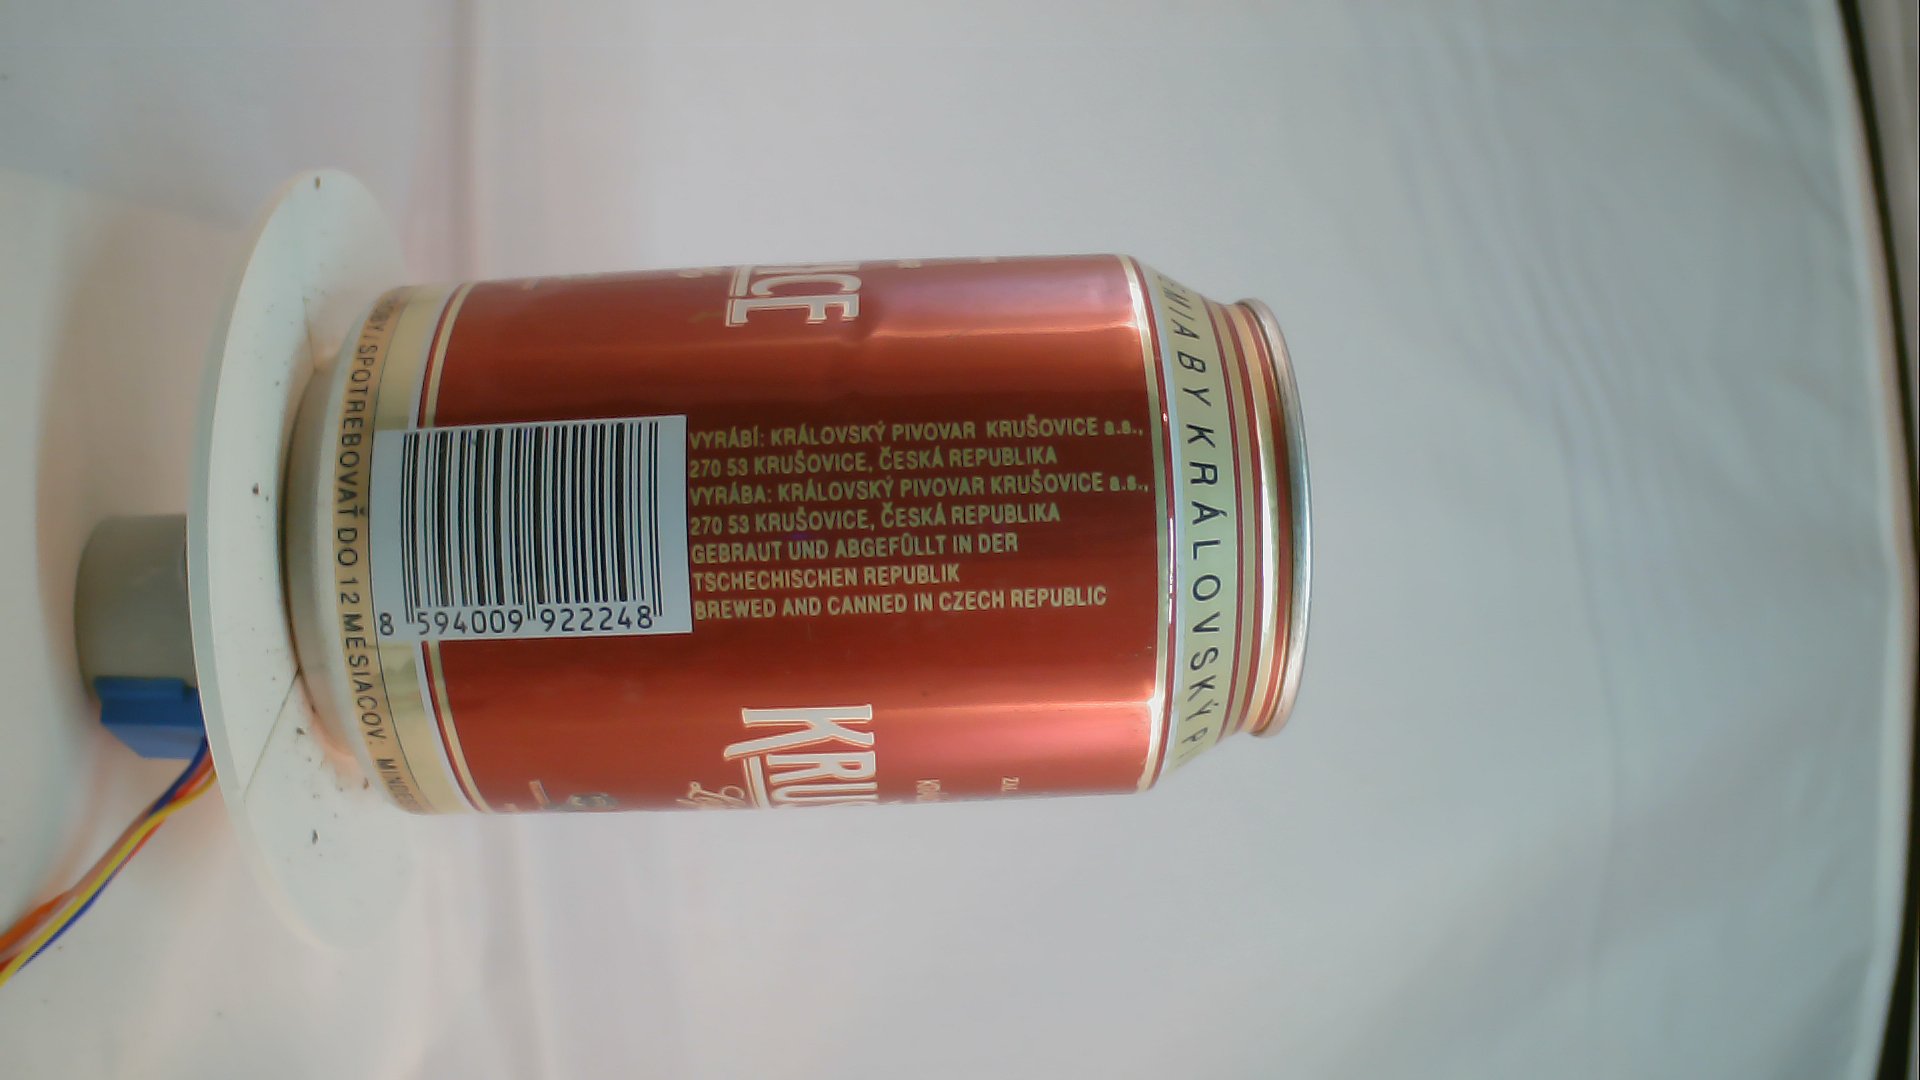 VYRÁBÍ: KRÁLOVSKÝ PIVOVAR KRUŠOVICE a.s.,
270 53 KRUŠOVICE, ČESKÁ REPUBLIKA
VYRÁBA: KRÁLOVSKÝ PIVOVAR KRUŠOVICE a.s.,
270 53 KRUŠOVICE, ČESKÁ REPUBLIKA
GEBRAUT UND ABGEFÜLLT IN DER
TSCHECHISCHEN REPUBLIK
BREWED AND CANNED IN CZECH REPUBLIC
8 594009 922248
SPOTREBOVAŤ DO 12 MESIACOV:
BY KRÁLOVSKÝ